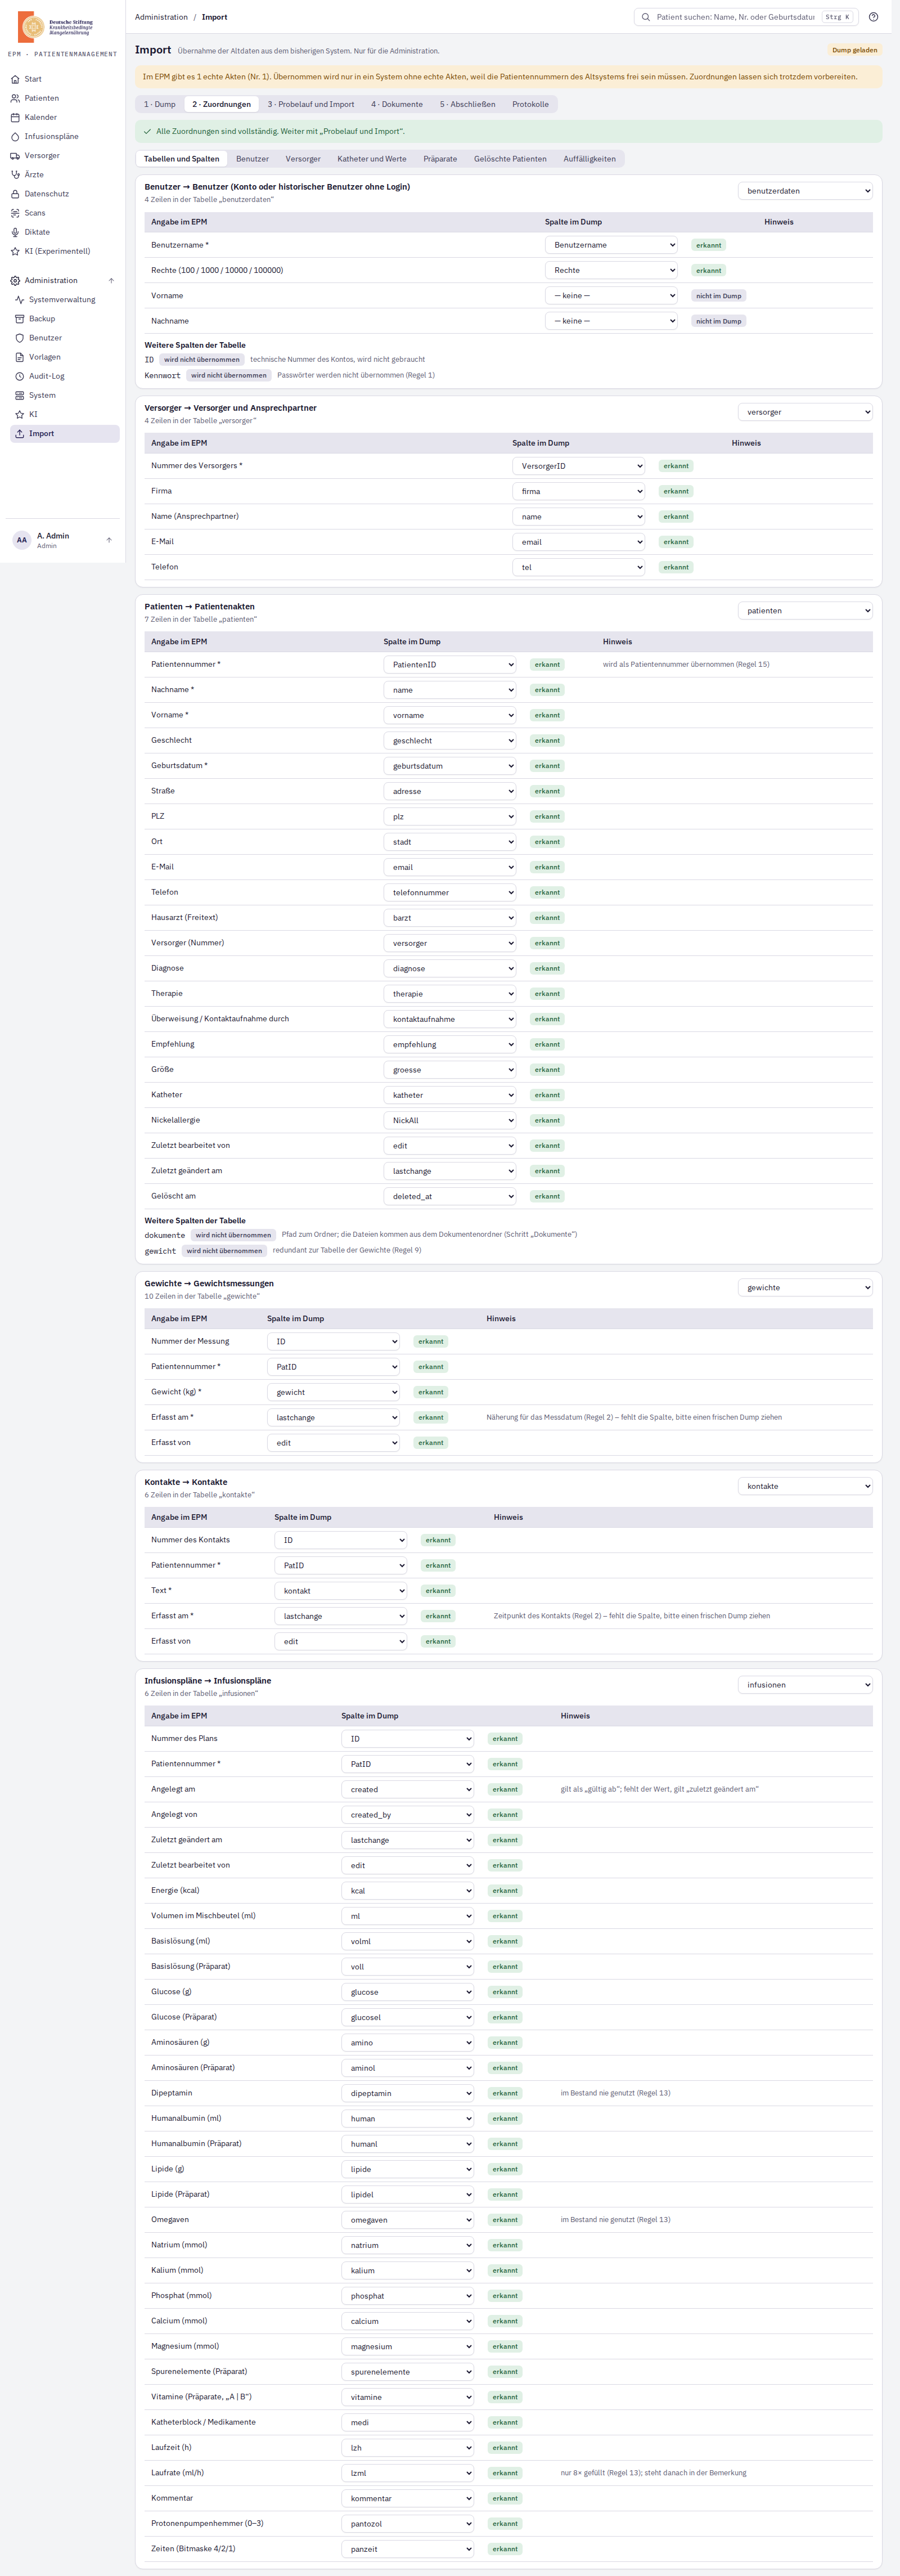 Deutsche Stiftung
Krankheitsbedingte
Mangelernährung
EPM - PATIENTENMANAGEMENT
Start
Patienten
Kalender
Infusionspläne
Versorger
Ärzte
Datenschutz
Scans
Diktate
KI (Experimentell)
Administration
Systemverwaltung
Backup
Benutzer
Vorlagen
Audit-Log
System
KI
Import
AA
A. Admin
Admin
Administration / Import
Patient suchen: Name, Nr. oder Geburtsdatur
Strg K
Import Übernahme der Altdaten aus dem bisherigen System. Nur für die Administration.
Dump geladen
Im EPM gibt es 1 echte Akten (Nr. 1). Übernommen wird nur in ein System ohne echte Akten, weil die Patientennummern des Altsystems frei sein müssen. Zuordnungen lassen sich trotzdem vorbereiten.
1 · Dump 2 · Zuordnungen 3 · Probelauf und Import 4 · Dokumente 5 · Abschließen Protokolle
Alle Zuordnungen sind vollständig. Weiter mit „Probelauf und Import“.
Tabellen und Spalten Benutzer Versorger Katheter und Werte Präparate Gelöschte Patienten Auffälligkeiten
Benutzer → Benutzer (Konto oder historischer Benutzer ohne Login)
4 Zeilen in der Tabelle „benutzerdaten“
benutzerdaten
Angabe im EPM Spalte im Dump Hinweis
Benutzername * Benutzername erkannt
Rechte (100 / 1000 / 10000 / 100000) Rechte erkannt
Vorname — keine — nicht im Dump
Nachname — keine — nicht im Dump
Weitere Spalten der Tabelle
ID wird nicht übernommen technische Nummer des Kontos, wird nicht gebraucht
Kennwort wird nicht übernommen Passwörter werden nicht übernommen (Regel 1)
Versorger → Versorger und Ansprechpartner
4 Zeilen in der Tabelle „versorger“
versorger
Angabe im EPM Spalte im Dump Hinweis
Nummer des Versorgers * VersorgerID erkannt
Firma firma erkannt
Name (Ansprechpartner) name erkannt
E-Mail email erkannt
Telefon tel erkannt
Patienten → Patientenakten
7 Zeilen in der Tabelle „patienten“
patienten
Angabe im EPM Spalte im Dump Hinweis
Patientennummer * PatientenID erkannt wird als Patientennummer übernommen (Regel 15)
Nachname * name erkannt
Vorname * vorname erkannt
Geschlecht geschlecht erkannt
Geburtsdatum * geburtsdatum erkannt
Straße adresse erkannt
PLZ plz erkannt
Ort stadt erkannt
E-Mail email erkannt
Telefon telefonnummer erkannt
Hausarzt (Freitext) barzt erkannt
Versorger (Nummer) versorger erkannt
Diagnose diagnose erkannt
Therapie therapie erkannt
Überweisung / Kontaktaufnahme durch kontaktaufnahme erkannt
Empfehlung empfehlung erkannt
Größe groesse erkannt
Katheter katheter erkannt
Nickelallergie NickAll erkannt
Zuletzt bearbeitet von edit erkannt
Zuletzt geändert am lastchange erkannt
Gelöscht am deleted_at erkannt
Weitere Spalten der Tabelle
dokumente wird nicht übernommen Pfad zum Ordner; die Dateien kommen aus dem Dokumentenordner (Schritt „Dokumente“)
gewicht wird nicht übernommen redundant zur Tabelle der Gewichte (Regel 9)
Gewichte → Gewichtsmessungen
10 Zeilen in der Tabelle „gewichte“
gewichte
Angabe im EPM Spalte im Dump Hinweis
Nummer der Messung ID erkannt
Patientennummer * PatID erkannt
Gewicht (kg) * gewicht erkannt
Erfasst am * lastchange erkannt Näherung für das Messdatum (Regel 2) – fehlt die Spalte, bitte einen frischen Dump ziehen
Erfasst von edit erkannt
Kontakte → Kontakte
6 Zeilen in der Tabelle „kontakte“
kontakte
Angabe im EPM Spalte im Dump Hinweis
Nummer des Kontakts ID erkannt
Patientennummer * PatID erkannt
Text * kontakt erkannt
Erfasst am * lastchange erkannt Zeitpunkt des Kontakts (Regel 2) – fehlt die Spalte, bitte einen frischen Dump ziehen
Erfasst von edit erkannt
Infusionspläne → Infusionspläne
6 Zeilen in der Tabelle „infusionen“
infusionen
Angabe im EPM Spalte im Dump Hinweis
Nummer des Plans ID erkannt
Patientennummer * PatID erkannt
Angelegt am created erkannt gilt als „gültig ab“; fehlt der Wert, gilt „zuletzt geändert am“
Angelegt von created_by erkannt
Zuletzt geändert am lastchange erkannt
Zuletzt bearbeitet von edit erkannt
Energie (kcal) kcal erkannt
Volumen im Mischbeutel (ml) ml erkannt
Basislösung (ml) volml erkannt
Basislösung (Präparat) voll erkannt
Glucose (g) glucose erkannt
Glucose (Präparat) glucosel erkannt
Aminosäuren (g) amino erkannt
Aminosäuren (Präparat) aminol erkannt
Dipeptamin dipeptamin erkannt im Bestand nie genutzt (Regel 13)
Humanalbumin (ml) human erkannt
Humanalbumin (Präparat) humanl erkannt
Lipide (g) lipide erkannt
Lipide (Präparat) lipidel erkannt
Omegaven omegaven erkannt im Bestand nie genutzt (Regel 13)
Natrium (mmol) natrium erkannt
Kalium (mmol) kalium erkannt
Phosphat (mmol) phosphat erkannt
Calcium (mmol) calcium erkannt
Magnesium (mmol) magnesium erkannt
Spurenelemente (Präparat) spurenelemente erkannt
Vitamine (Präparate, „A | B“) vitamine erkannt
Katheterblock / Medikamente medi erkannt
Laufzeit (h) lzh erkannt
Laufrate (ml/h) lzml erkannt nur 8× gefüllt (Regel 13); steht danach in der Bemerkung
Kommentar kommentar erkannt
Protonenpumpenhemmer (0–3) pantozol erkannt
Zeiten (Bitmaske 4/2/1) panzeit erkannt